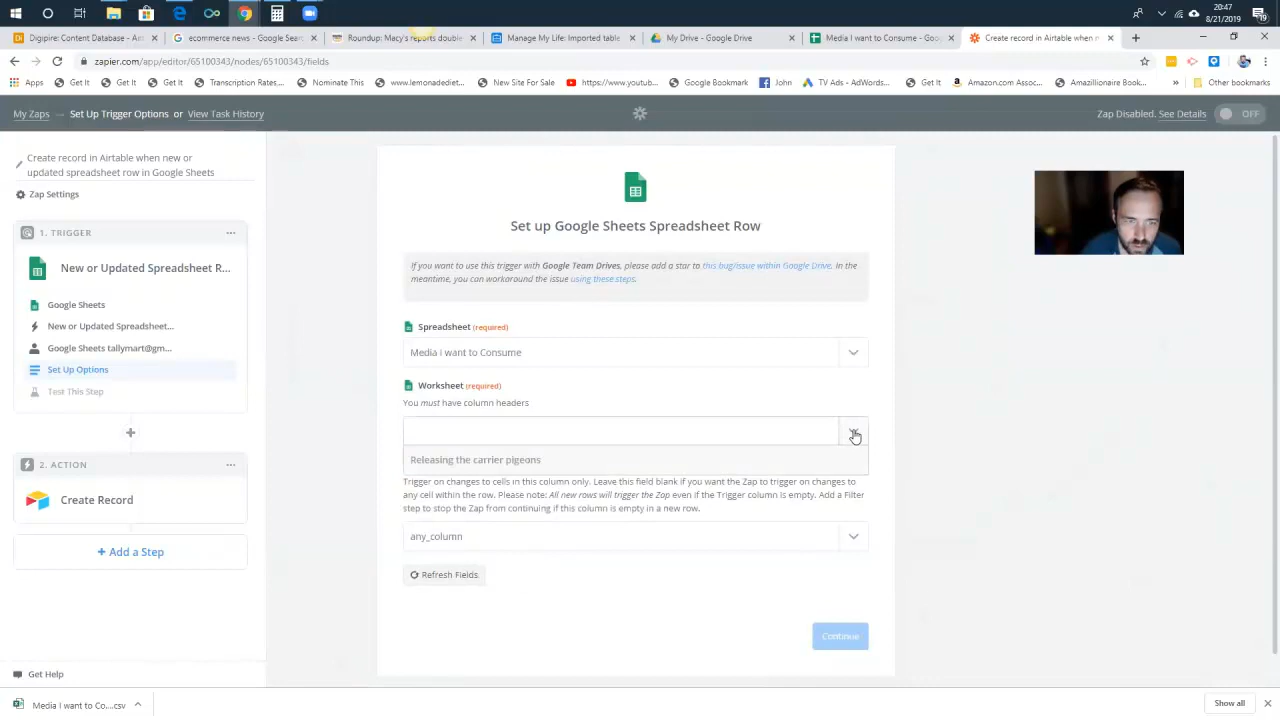 20:47
8/21/2019
19
Digipire: Content Database - Airt
ecommerce news - Google Searc
Roundup: Macy's reports double-
Manage My Life: Imported table
My Drive - Google Drive
Media I want to Consume - Goog
Create record in Airtable when n
zapier.com/app/editor/65100343/nodes/65100343/fields
Apps
Get It
Get It
Get It
Transcription Rating,...
Nominate This
www.lemonadediet...
New Site For Sale
https://www.youtub...
Google Bookmark
John
TV Ads - AdWords...
Get It
Amazon.com Assoc...
Amazillionaire Book...
»
Other bookmarks
My Zaps
Set Up Trigger Options or View Task History
Zap Disabled. See Details
OFF
Create record in Airtable when new or
updated spreadsheet row in Google Sheets
Zap Settings
1. TRIGGER
New or Updated Spreadsheet R...
Google Sheets
New or Updated Spreadsheet...
Google Sheets tallymart@gm...
Set Up Options
Test This Step
2. ACTION
Create Record
+ Add a Step
Get Help
Set up Google Sheets Spreadsheet Row
If you want to use this trigger with Google Team Drives, please add a star to this bug/issue within Google Drive. In the
meantime, you can workaround the issue using these steps.
Spreadsheet (required)
Media I want to Consume
Worksheet (required)
You must have column headers
Releasing the carrier pigeons
Trigger on changes to cells in this column only. Leave this field blank if you want the Zap to trigger on changes to
any cell within the row. Please note: All new rows will trigger the Zap even if the Trigger column is empty. Add a Filter
step to stop the Zap from continuing if this column is empty in a new row.
any_column
Refresh Fields
Continue
Media I want to Co....csv
Show all